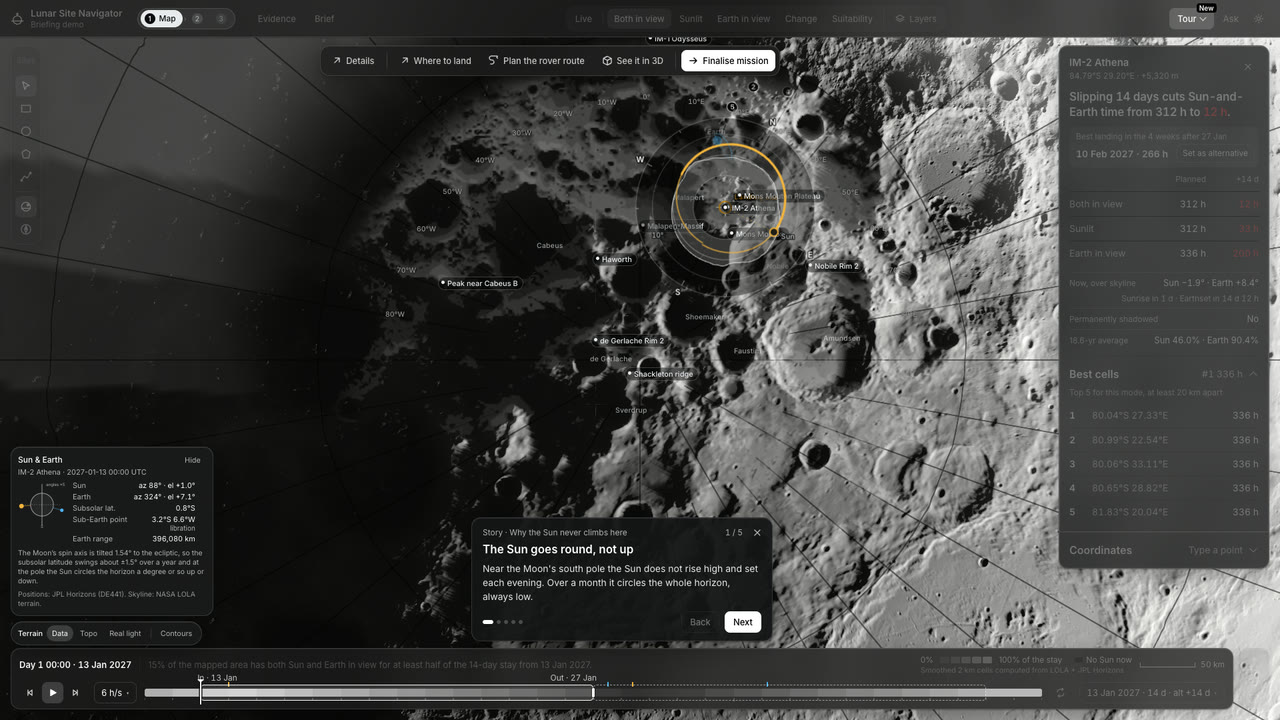 Lunar Site Navigator
Briefing demo
1 Map 2 3
Evidence Brief
Live Both in view Sunlit Earth in view Change Suitability Layers
New
Tour Ask
IM-1 Odysseus
Details Where to land Plan the rover route See it in 3D Finalise mission
IM-2 Athena
84.79°S 29.20°E · +5,320 m
Slipping 14 days cuts Sun-and-
Earth time from 312 h to 12 h.
Best landing in the 4 weeks after 27 Jan
10 Feb 2027 · 266 h Set as alternative
Planned +14 d
Both in view 312 h 12 h
Sunlit 312 h 33 h
Earth in view 336 h
Now, over skyline Sun −1.9° · Earth +8.4°
Sunrise in 1 d · Earthset in 14 d 12 h
Permanently shadowed No
18.6-yr average Sun 46.0% · Earth 90.4%
Best cells #1 336 h
Top 5 for this mode, at least 20 km apart
1 80.04°S 27.33°E 336 h
2 80.99°S 22.54°E 336 h
3 80.06°S 33.11°E 336 h
4 80.65°S 28.82°E 336 h
5 81.83°S 20.04°E 336 h
Coordinates Type a point
2
5
10°W 0° 10°E
20°W
30°W
N
40°W
W
50°W
50°E
Mons Mouton Plateau
Malapert
IM-2 Athena
Malapert Massif
60°W
Mons Mo
Sun
Cabeus
E
Haworth
Nobile Rim 2
70°W
Peak near Cabeus B
S
80°W
Shoemaker
de Gerlache Rim 2
Amundsen
Faustini
de Gerlache
Shackleton ridge
Sverdrup
Sun & Earth Hide
IM-2 Athena · 2027-01-13 00:00 UTC
Sun az 88° · el +1.0°
Earth az 324° · el +7.1°
Subsolar lat. 0.8°S
Sub-Earth point 3.2°S 6.6°W
libration
Earth range 396,080 km
The Moon's spin axis is tilted 1.54° to the ecliptic, so the
subsolar latitude swings about ±1.5° over a year and at
the pole the Sun circles the horizon a degree or so up or
down.
Positions: JPL Horizons (DE441). Skyline: NASA LOLA
terrain.
Terrain Data Topo Real light Contours
Story · Why the Sun never climbs here 1 / 5
The Sun goes round, not up
Near the Moon's south pole the Sun does not rise high and set
each evening. Over a month it circles the whole horizon,
always low.
Back Next
Day 1 00:00 · 13 Jan 2027 15% of the mapped area has both Sun and Earth in view for at least half of the 14-day stay from 13 Jan 2027.
0% 100% of the stay No Sun now 50 km
Smoothed 2 km cells computed from LOLA + JPL Horizons
In · 13 Jan Out · 27 Jan
6 h/s
13 Jan 2027 · 14 d · alt +14 d